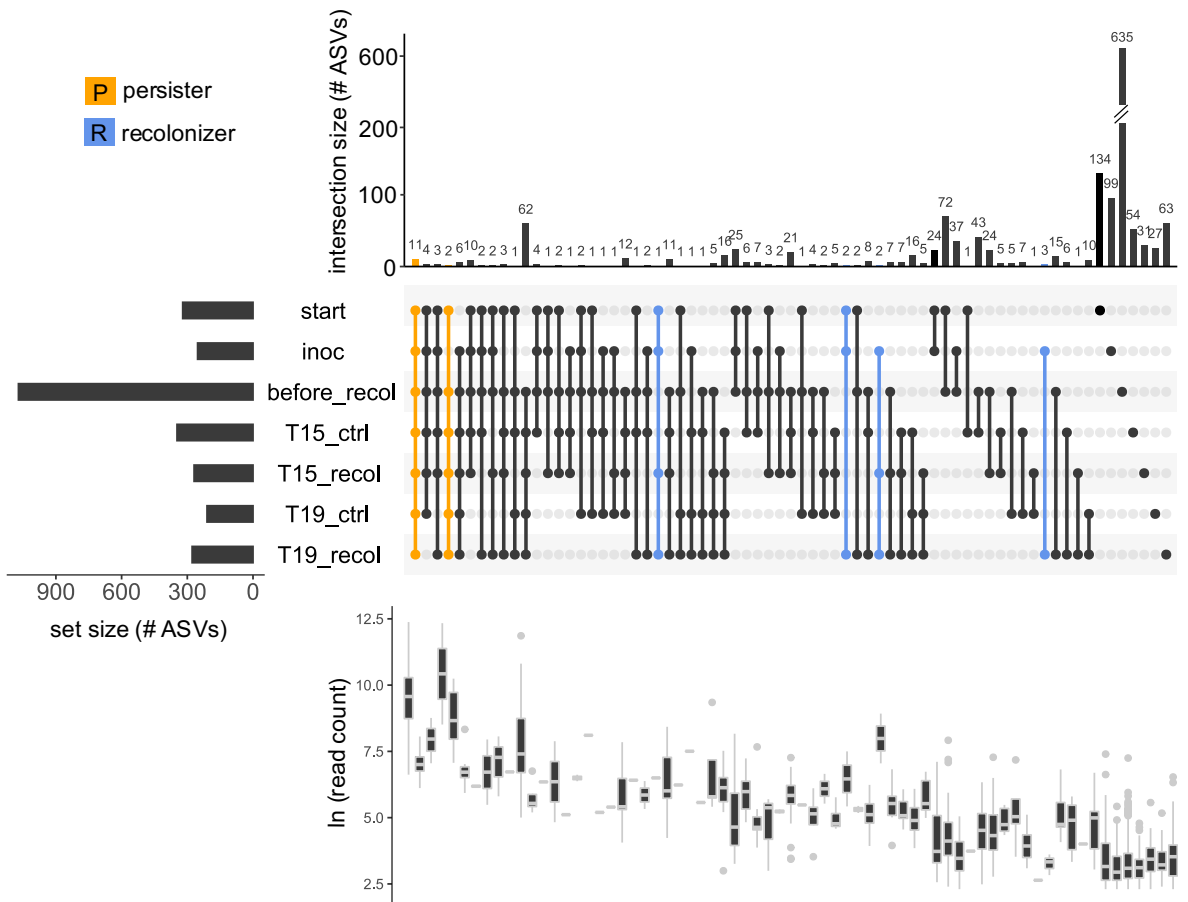 P persister
R recolonizer
intersection size (# ASVs)
600
200
100
0
11 4 3 2 6 10 2 2 3 1 62 4 1 2 1 2 1 1 1 12 1 2 1 11 1 1 1 5 16 25 6 7 3 2 21 1 4 2 5 2 2 8 2 7 7 16 5 24 72 37 1 43 24 5 5 7 1 3 15 6 1 10 134 99 635 54 31 27 63
start
inoc
before_recol
T15_ctrl
T15_recol
T19_ctrl
T19_recol
900 600 300 0
set size (# ASVs)
ln (read count)
12.5
10.0
7.5
5.0
2.5